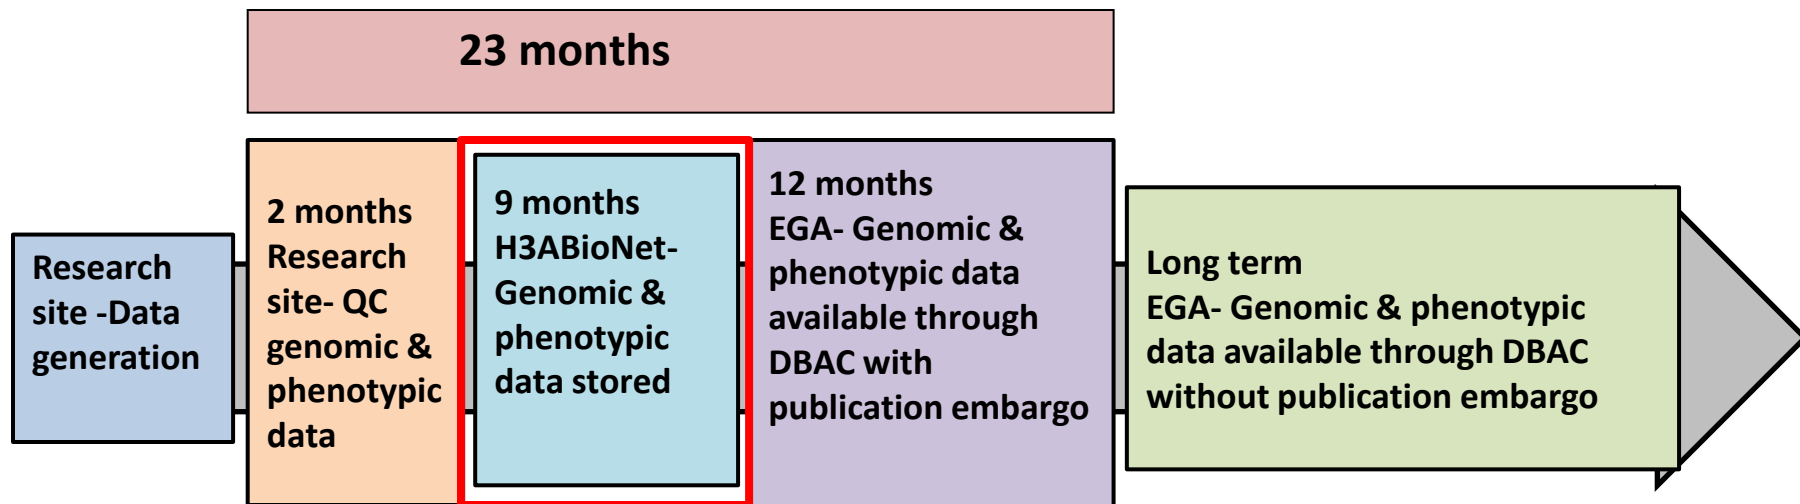 23 months
Research
site -Data
generation
2 months
Research
site- QC
genomic &
phenotypic
data
9 months
H3ABioNet-
Genomic &
phenotypic
data stored
12 months
EGA- Genomic &
phenotypic data
available through
DBAC with
publication embargo
Long term
EGA- Genomic & phenotypic
data available through DBAC
without publication embargo